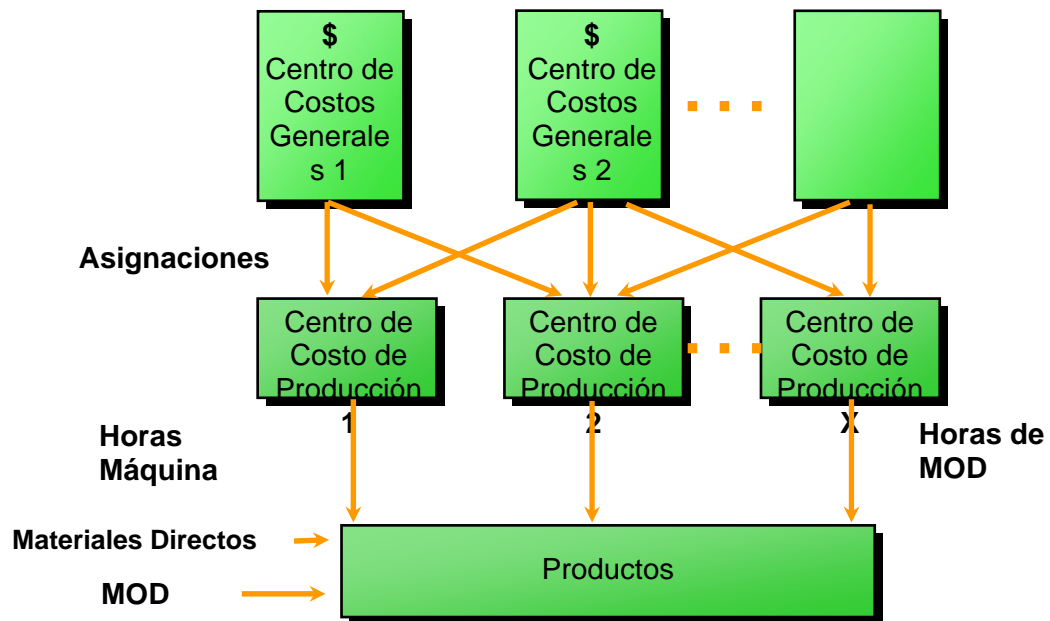 $
Centro de
Costos
Generale
s 1
$
Centro de
Costos
Generale
s 2
Asignaciones
Centro de
Costo de
Producción
1
Centro de
Costo de
Producción
2
Centro de
Costo de
Producción
X
Horas
Máquina
Horas de
MOD
Materiales Directos
MOD
Productos